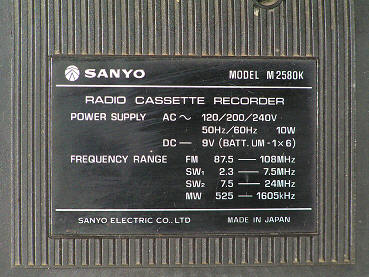 SANYO MODEL M2580K
RADIO CASSETTE RECORDER
POWER SUPPLY AC ~ 120/200/240V
50Hz/60Hz 10W
DC — 9V (BATT. UM-1×6)
FREQUENCY RANGE FM 87.5 — 108MHz
SW1 2.3 — 7.5MHz
SW2 7.5 — 24MHz
MW 525 — 1605kHz
SANYO ELECTRIC CO., LTD MADE IN JAPAN